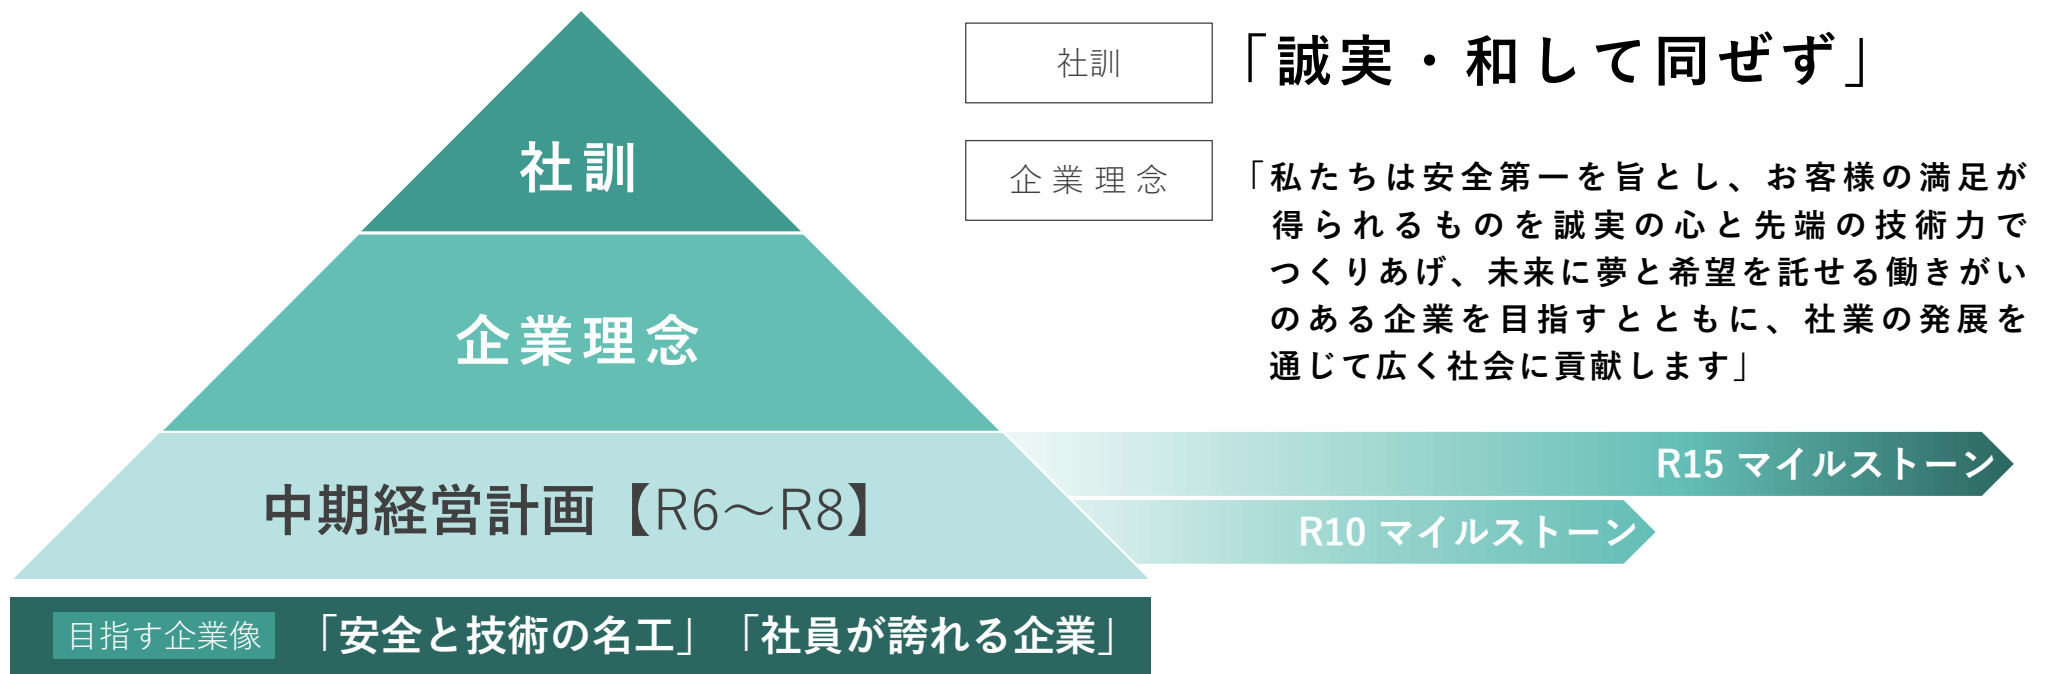 社訓
企業理念
中期経営計画【R6～R8】
目指す企業像 「安全と技術の名工」 「社員が誇れる企業」
社訓 「誠実・和して同ぜず」
企業理念 「私たちは安全第一を旨とし、お客様の満足が
得られるものを誠実の心と先端の技術力で
つくりあげ、未来に夢と希望を託せる働きがい
のある企業を目指すとともに、社業の発展を
通じて広く社会に貢献します」
R15 マイルストーン
R10 マイルストーン